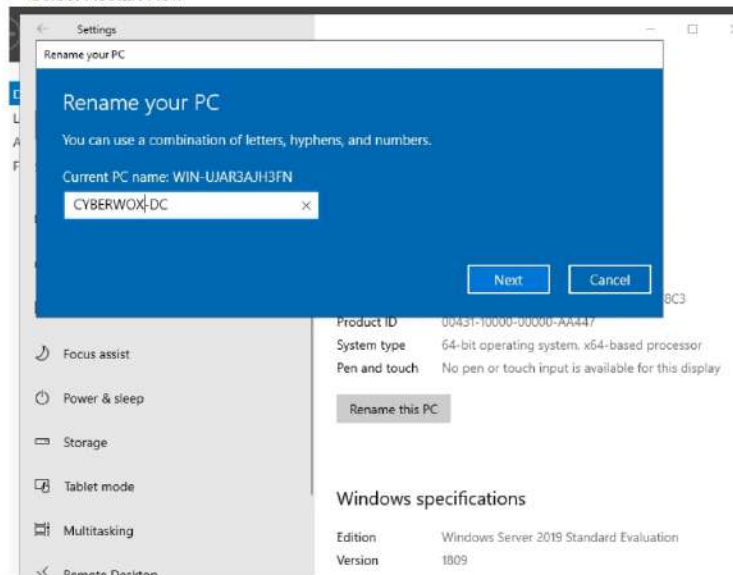 Settings
Rename your PC
Rename your PC
You can use a combination of letters, hyphens, and numbers.
Current PC name: WIN-UJAR3AJH3FN
CYBERWOX-DC
Next Cancel
8C3
Product ID 00431-10000-00000-AA447
System type 64-bit operating system, x64-based processor
Pen and touch No pen or touch input is available for this display
Rename this PC
Focus assist
Power & sleep
Storage
Tablet mode
Multitasking
Remote Desktop
Windows specifications
Edition Windows Server 2019 Standard Evaluation
Version 1809